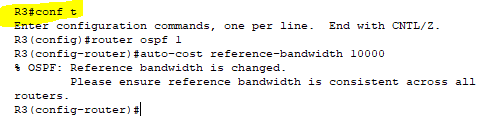 R3#conf t
Enter configuration commands, one per line.  End with CNTL/Z.
R3(config)#router ospf 1
R3(config-router)#auto-cost reference-bandwidth 10000
% OSPF: Reference bandwidth is changed.
        Please ensure reference bandwidth is consistent across all
routers.
R3(config-router)#